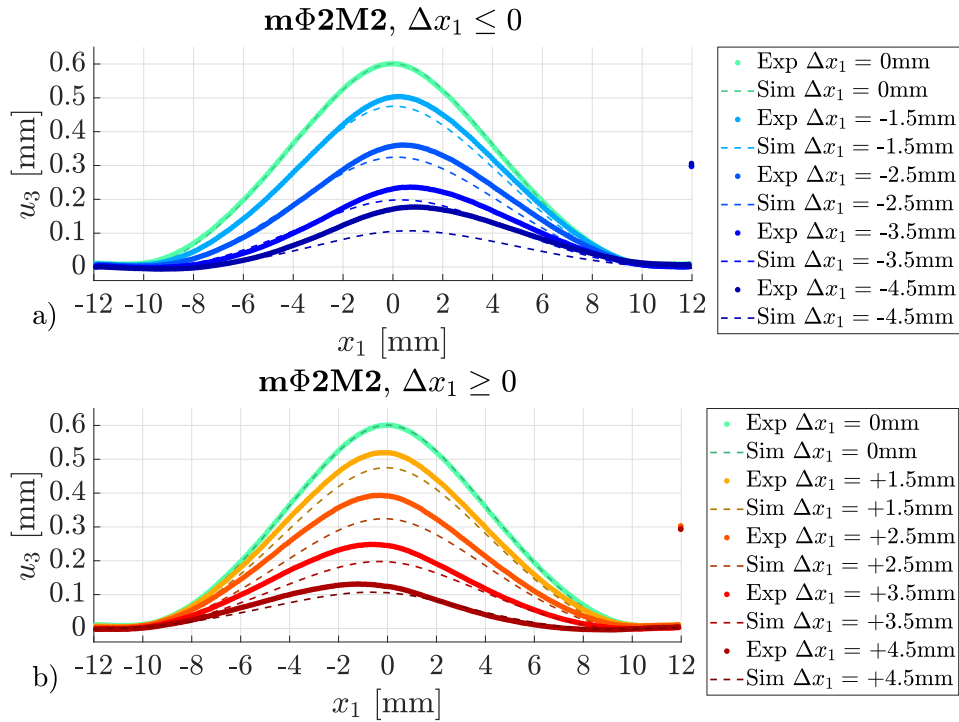 mΦ2M2, Δx₁ ≤ 0
u₃ [mm]
0.6
0.5
0.4
0.3
0.2
0.1
0
-12 -10 -8 -6 -4 -2 0 2 4 6 8 10 12
a)
x₁ [mm]
Exp Δx₁ = 0mm
Sim Δx₁ = 0mm
Exp Δx₁ = -1.5mm
Sim Δx₁ = -1.5mm
Exp Δx₁ = -2.5mm
Sim Δx₁ = -2.5mm
Exp Δx₁ = -3.5mm
Sim Δx₁ = -3.5mm
Exp Δx₁ = -4.5mm
Sim Δx₁ = -4.5mm
mΦ2M2, Δx₁ ≥ 0
u₃ [mm]
0.6
0.5
0.4
0.3
0.2
0.1
0
-12 -10 -8 -6 -4 -2 0 2 4 6 8 10 12
b)
x₁ [mm]
Exp Δx₁ = 0mm
Sim Δx₁ = 0mm
Exp Δx₁ = +1.5mm
Sim Δx₁ = +1.5mm
Exp Δx₁ = +2.5mm
Sim Δx₁ = +2.5mm
Exp Δx₁ = +3.5mm
Sim Δx₁ = +3.5mm
Exp Δx₁ = +4.5mm
Sim Δx₁ = +4.5mm